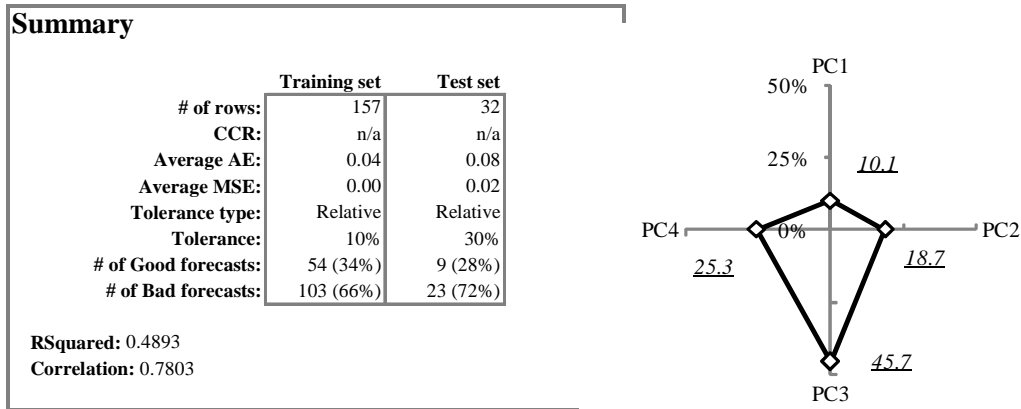 Summary
Training set Test set
# of rows: 157 32
CCR: n/a n/a
Average AE: 0.04 0.08
Average MSE: 0.00 0.02
Tolerance type: Relative Relative
Tolerance: 10% 30%
# of Good forecasts: 54 (34%) 9 (28%)
# of Bad forecasts: 103 (66%) 23 (72%)
RSquared: 0.4893
Correlation: 0.7803
PC1
50%
25%
10.1
PC4
0%
PC2
25.3
18.7
45.7
PC3